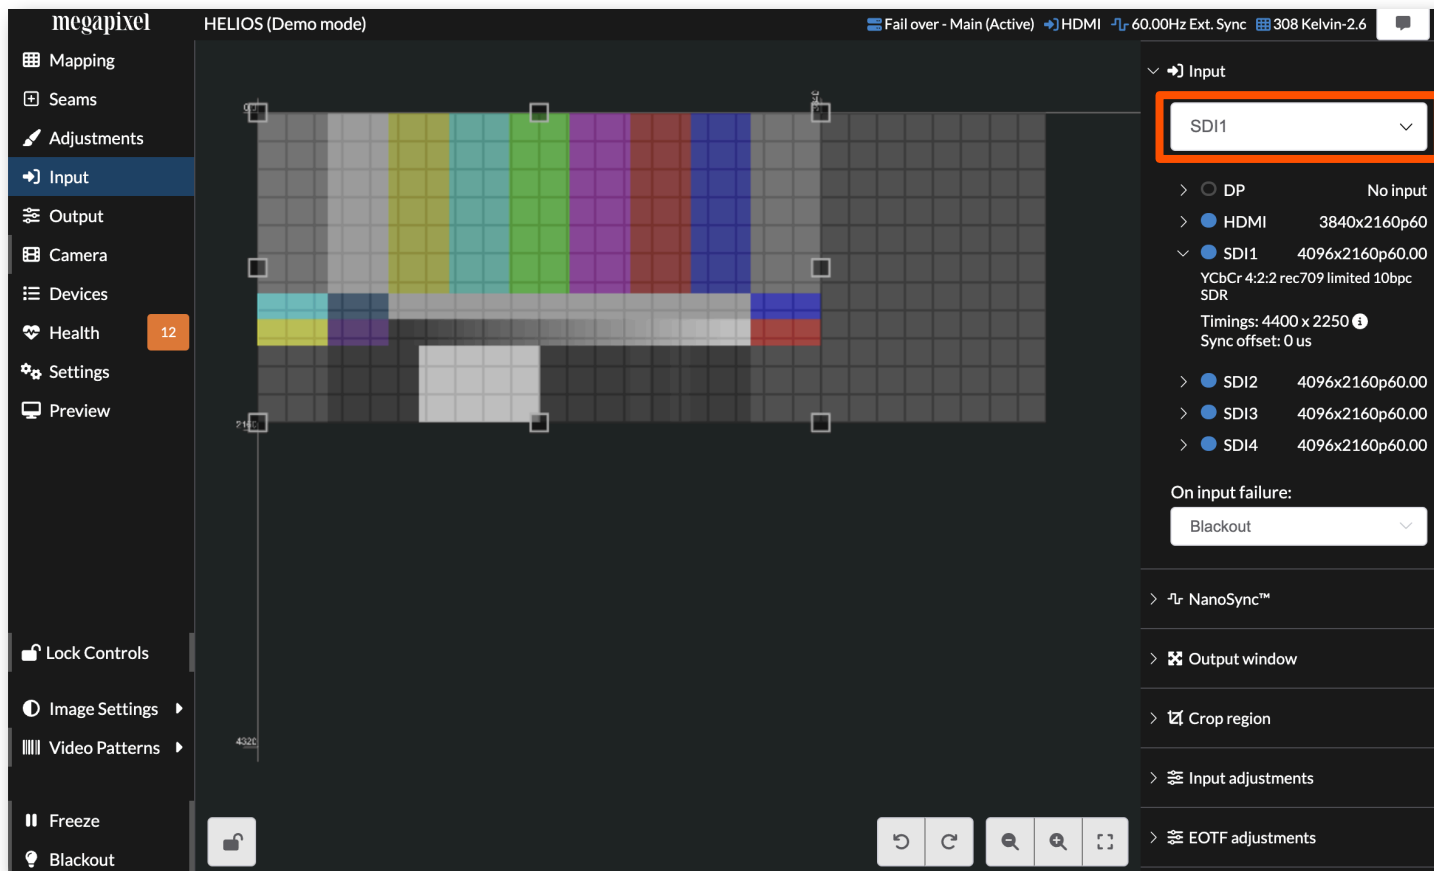 megapixel
HELIOS (Demo mode)
Fail over - Main (Active) HDMI 60.00Hz Ext. Sync 308 Kelvin-2.6
Mapping
Seams
Adjustments
Input
Output
Camera
Devices
Health 12
Settings
Preview
Lock Controls
Image Settings
Video Patterns
Freeze
Blackout
2160
4320
Input
SDI1
DP No input
HDMI 3840x2160p60
SDI1 4096x2160p60.00
YCbCr 4:2:2 rec709 limited 10bpc
SDR
Timings: 4400 x 2250
Sync offset: 0 us
SDI2 4096x2160p60.00
SDI3 4096x2160p60.00
SDI4 4096x2160p60.00
On input failure:
Blackout
NanoSync™
Output window
Crop region
Input adjustments
EOTF adjustments